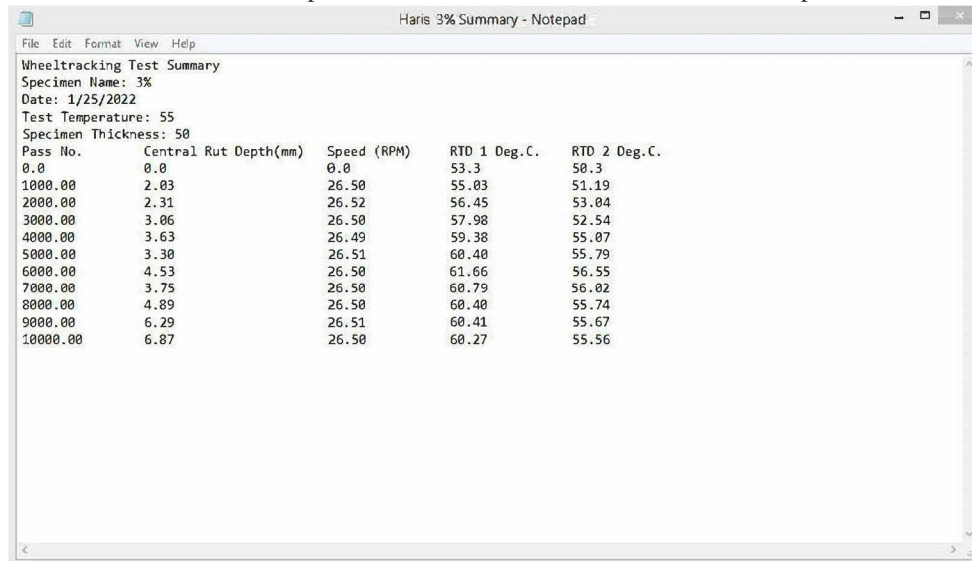 Haris 3% Summary - Notepad
File Edit Format View Help
Wheeltracking Test Summary
Specimen Name: 3%
Date: 1/25/2022
Test Temperature: 55
Specimen Thickness: 50
Pass No. Central Rut Depth(mm) Speed (RPM) RTD 1 Deg.C. RTD 2 Deg.C.
0.0 0.0 0.0 53.3 50.3
1000.00 2.03 26.50 55.03 51.19
2000.00 2.31 26.52 56.45 53.04
3000.00 3.06 26.50 57.98 52.54
4000.00 3.63 26.49 59.38 55.07
5000.00 3.30 26.51 60.40 55.79
6000.00 4.53 26.50 61.66 56.55
7000.00 3.75 26.50 60.79 56.02
8000.00 4.89 26.50 60.40 55.74
9000.00 6.29 26.51 60.41 55.67
10000.00 6.87 26.50 60.27 55.56